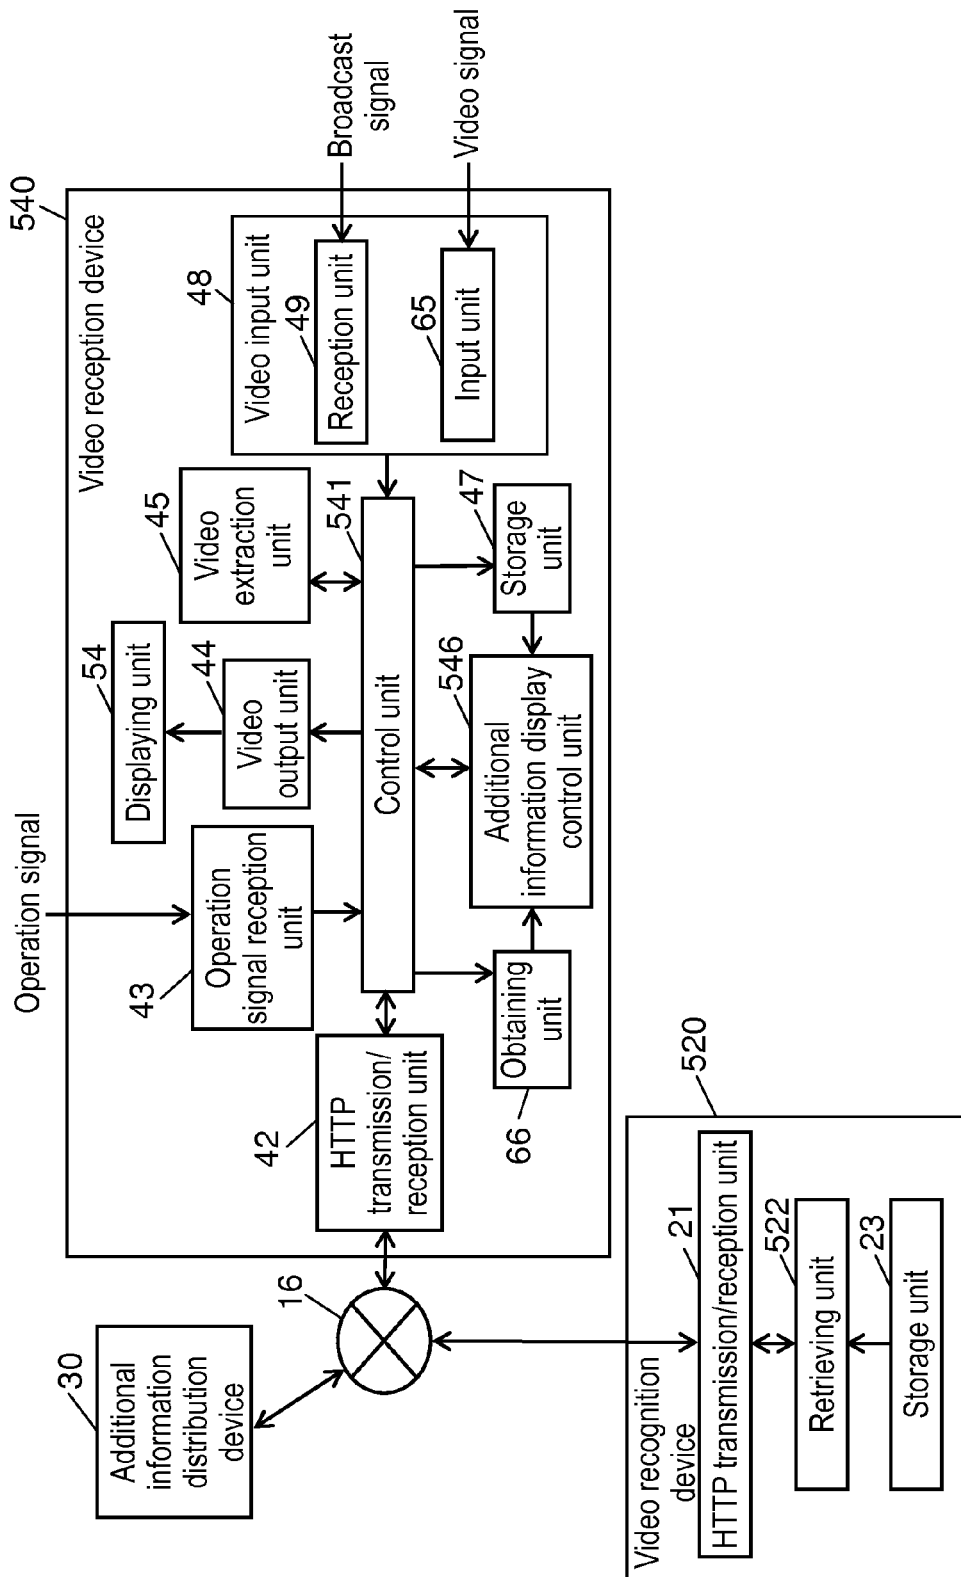 540
Video reception device
Operation signal
43
Operation
signal reception
unit
54
Displaying unit
44
Video
output unit
45
Video
extraction
unit
48
Video input unit
49
Reception unit
Broadcast
signal
65
Input unit
Video signal
42
HTTP
transmission/
reception unit
541
Control unit
66
Obtaining
unit
546
Additional
information display
control unit
47
Storage
unit
30
Additional
information
distribution
device
16
520
Video recognition
device
21
HTTP transmission/reception unit
522
Retrieving unit
23
Storage unit